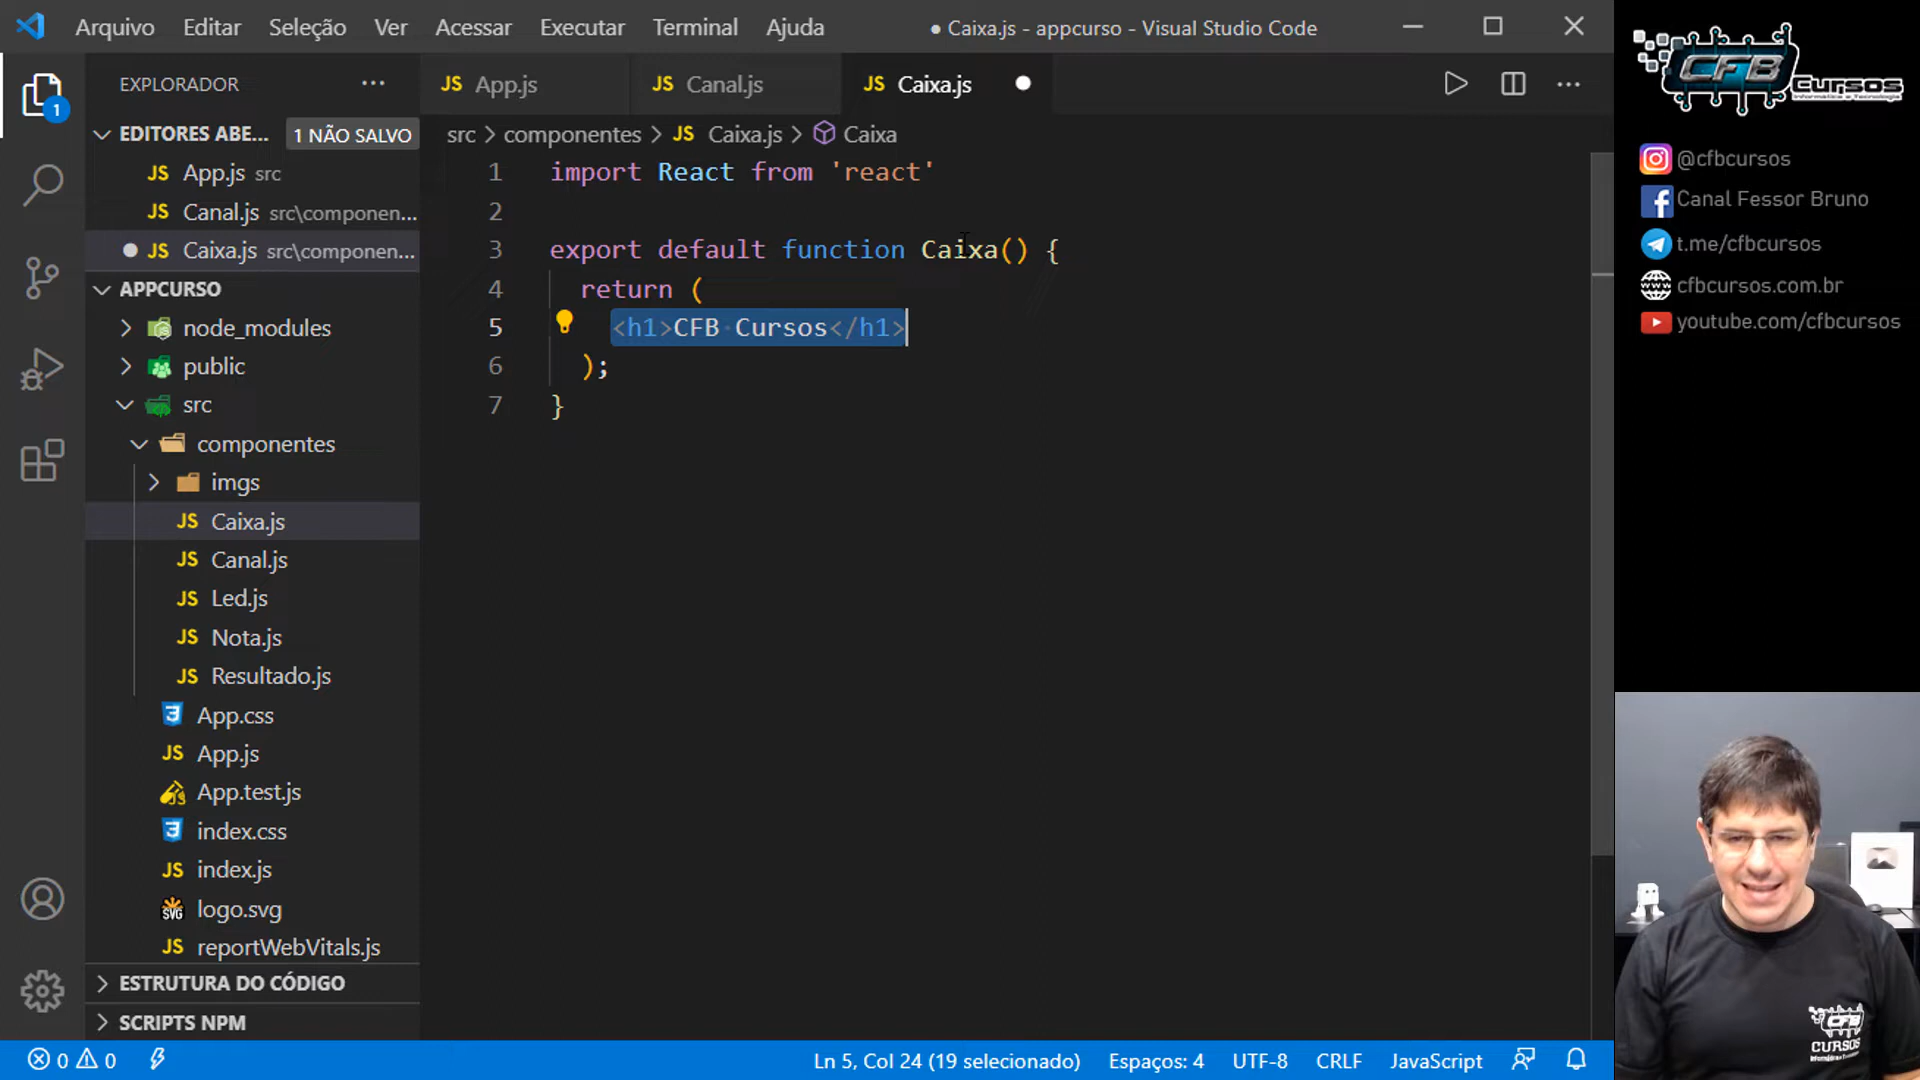 Arquivo Editar Seleção Ver Acessar Executar Terminal Ajuda
● Caixa.js - appcurso - Visual Studio Code
EXPLORADOR
1
EDITORES ABE... 1 NÃO SALVO
JS App.js src
JS Canal.js src\componen...
JS Caixa.js src\componen...
APPCURSO
node_modules
public
src
componentes
imgs
JS Caixa.js
JS Canal.js
JS Led.js
JS Nota.js
JS Resultado.js
App.css
JS App.js
App.test.js
index.css
JS index.js
SVG logo.svg
JS reportWebVitals.js
ESTRUTURA DO CÓDIGO
SCRIPTS NPM
JS App.js JS Canal.js JS Caixa.js
src > componentes > JS Caixa.js > Caixa
1 import React from 'react'
2
3 export default function Caixa() {
4 return (
5 <h1>CFB·Cursos</h1>
6 );
7 }
0 0
Ln 5, Col 24 (19 selecionado) Espaços: 4 UTF-8 CRLF JavaScript
CFB Cursos
Informática e Tecnologia
@cfbcursos
Canal Fessor Bruno
t.me/cfbcursos
cfbcursos.com.br
youtube.com/cfbcursos
CFB
CURSOS